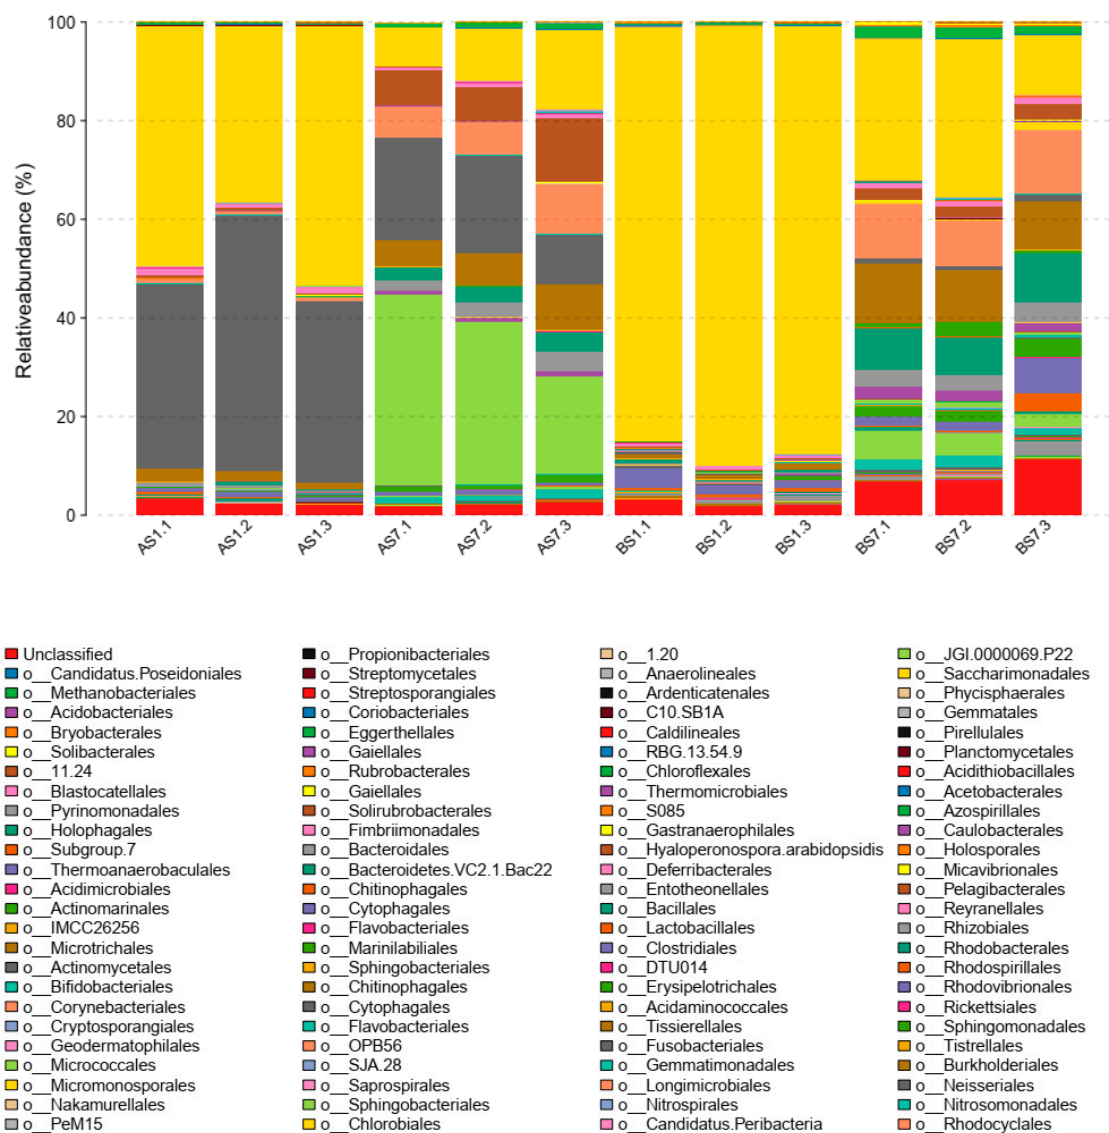 100
80
60
40
20
0
Relativeabundance (%)
AS1.1 AS1.2 AS1.3 AS7.1 AS7.2 AS7.3 BS1.1 BS1.2 BS1.3 BS7.1 BS7.2 BS7.3
Unclassified
o__Candidatus.Poseidoniales
o__Methanobacteriales
o__Acidobacteriales
o__Bryobacterales
o__Solibacterales
o__11.24
o__Blastocatellales
o__Pyrinomonadales
o__Holophagales
o__Subgroup.7
o__Thermoanaerobaculales
o__Acidimicrobiales
o__Actinomarinales
o__IMCC26256
o__Microtrichales
o__Actinomycetales
o__Bifidobacteriales
o__Corynebacteriales
o__Cryptosporangiales
o__Geodermatophilales
o__Micrococcales
o__Micromonosporales
o__Nakamurellales
o__PeM15
o__Propionibacteriales
o__Streptomycetales
o__Streptosporangiales
o__Coriobacteriales
o__Eggerthellales
o__Gaiellales
o__Rubrobacterales
o__Gaiellales
o__Solirubrobacterales
o__Fimbriimonadales
o__Bacteroidales
o__Bacteroidetes.VC2.1.Bac22
o__Chitinophagales
o__Cytophagales
o__Flavobacteriales
o__Marinilabiliales
o__Sphingobacteriales
o__Chitinophagales
o__Cytophagales
o__Flavobacteriales
o__OPB56
o__SJA.28
o__Saprospirales
o__Sphingobacteriales
o__Chlorobiales
o__1.20
o__Anaerolineales
o__Ardenticatenales
o__C10.SB1A
o__Caldilineales
o__RBG.13.54.9
o__Chloroflexales
o__Thermomicrobiales
o__S085
o__Gastranaerophilales
o__Hyaloperonospora.arabidopsidis
o__Deferribacterales
o__Entotheonellales
o__Bacillales
o__Lactobacillales
o__Clostridiales
o__DTU014
o__Erysipelotrichales
o__Acidaminococcales
o__Tissierellales
o__Fusobacteriales
o__Gemmatimonadales
o__Longimicrobiales
o__Nitrospirales
o__Candidatus.Peribacteria
o__JGI.0000069.P22
o__Saccharimonadales
o__Phycisphaerales
o__Gemmatales
o__Pirellulales
o__Planctomycetales
o__Acidithiobacillales
o__Acetobacterales
o__Azospirillales
o__Caulobacterales
o__Holosporales
o__Micavibrionales
o__Pelagibacterales
o__Reyranellales
o__Rhizobiales
o__Rhodobacterales
o__Rhodospirillales
o__Rhodovibrionales
o__Rickettsiales
o__Sphingomonadales
o__Tistrellales
o__Burkholderiales
o__Neisseriales
o__Nitrosomonadales
o__Rhodocyclales